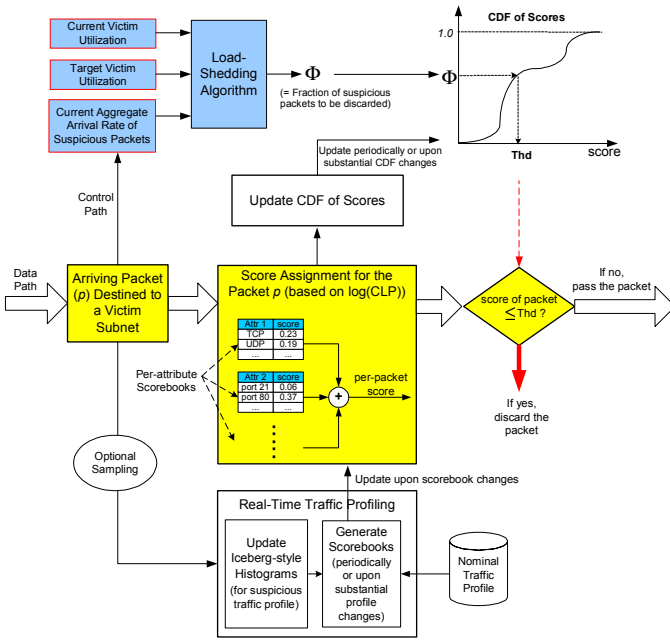 Current Victim
Utilization
Target Victim
Utilization
Current Aggregate
Arrival Rate of
Suspicious Packets
Load-
Shedding
Algorithm
Φ
(= Fraction of suspicious
packets to be discarded)
CDF of Scores
1.0
Φ
Thd
score
Update periodically or upon
substantial CDF changes
Update CDF of Scores
Control
Path
Data
Path
Arriving Packet
(p) Destined to
a Victim
Subnet
Score Assignment for the
Packet p (based on log(CLP))
Attr 1 score
TCP 0.23
UDP 0.19
... ...
Per-attribute
Scorebooks
Attr 2 score
port 21 0.06
port 80 0.37
... ...
+
per-packet
score
score of packet
≤Thd ?
If no,
pass the packet
If yes,
discard the
packet
Optional
Sampling
Update upon scorebook changes
Real-Time Traffic Profiling
Update
Iceberg-style
Histograms
(for suspicious
traffic profile)
Generate
Scorebooks
(periodically or upon
substantial
profile
changes)
Nominal
Traffic
Profile